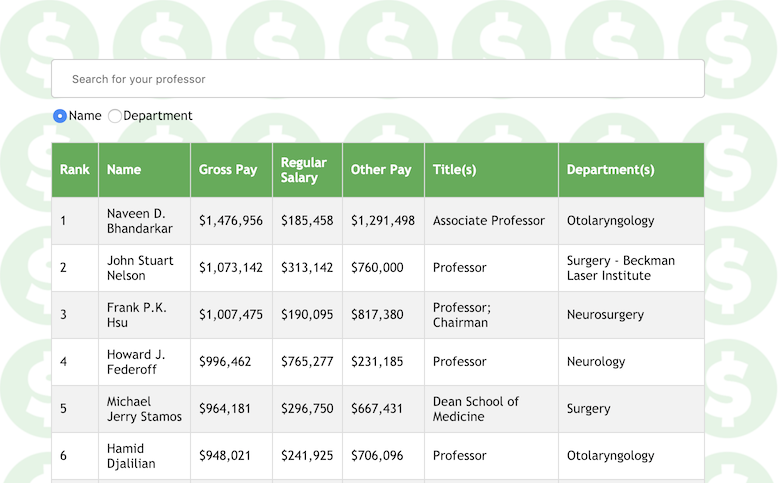 Search for your professor
Name Department
Rank Name Gross Pay Regular Salary Other Pay Title(s) Department(s)
1 Naveen D. Bhandarkar $1,476,956 $185,458 $1,291,498 Associate Professor Otolaryngology
2 John Stuart Nelson $1,073,142 $313,142 $760,000 Professor Surgery - Beckman Laser Institute
3 Frank P.K. Hsu $1,007,475 $190,095 $817,380 Professor; Chairman Neurosurgery
4 Howard J. Federoff $996,462 $765,277 $231,185 Professor Neurology
5 Michael Jerry Stamos $964,181 $296,750 $667,431 Dean School of Medicine Surgery
6 Hamid Djalilian $948,021 $241,925 $706,096 Professor Otolaryngology